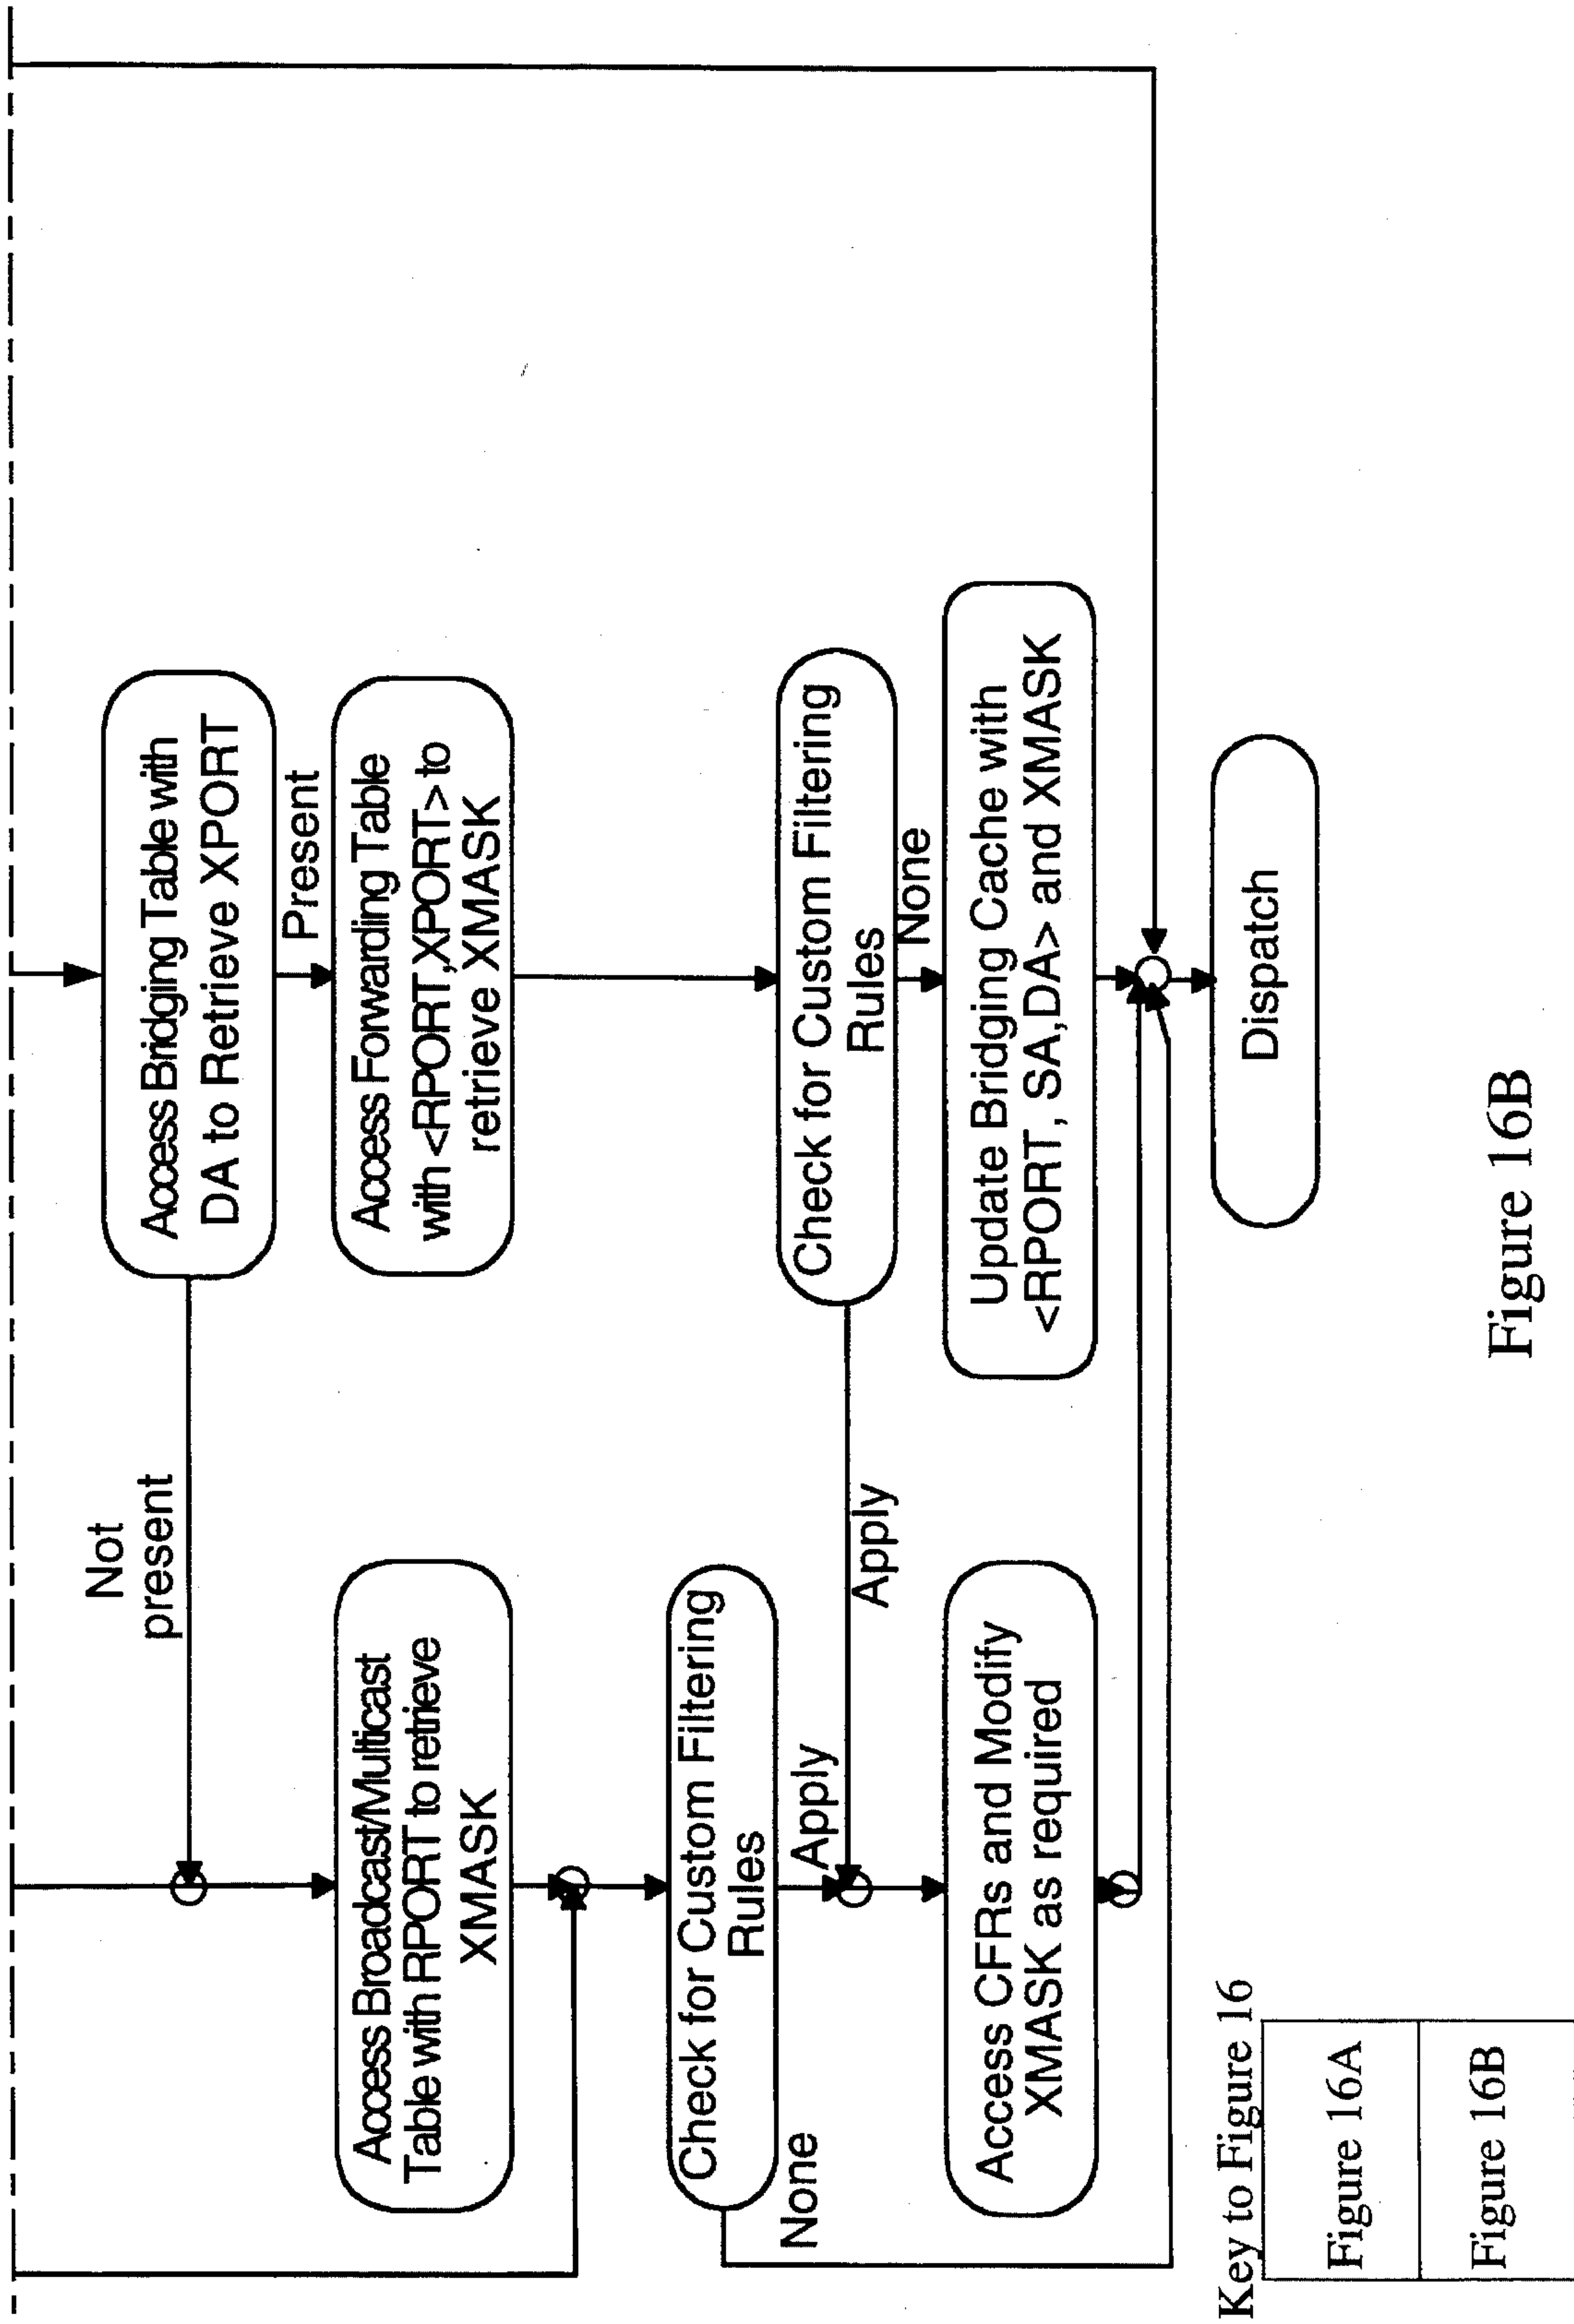 Not
present
Access Bridging Table with
DA to Retrieve XPORT
Present
Access Broadcast/Multicast
Table with RPORT to retrieve
XMASK
Access Forwarding Table
with <RPORT,XPORT> to
retrieve XMASK
Check for Custom Filtering
Rules
Check for Custom Filtering
Rules
None
Apply
Apply
None
Access CFRs and Modify
XMASK as required
Update Bridging Cache with
<RPORT, SA,DA> and XMASK
Dispatch
Key to Figure 16
Figure 16A
Figure 16B
Figure 16B